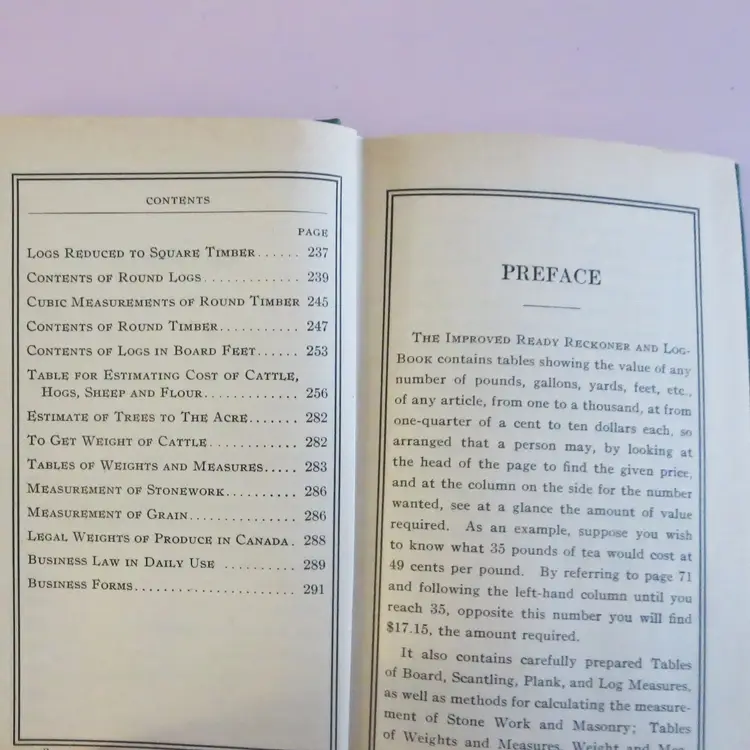 CONTENTS
PAGE
LOGS REDUCED TO SQUARE TIMBER...... 237
CONTENTS OF ROUND LOGS............ 239
CUBIC MEASUREMENTS OF ROUND TIMBER 245
CONTENTS OF ROUND TIMBER........... 247
CONTENTS OF LOGS IN BOARD FEET...... 253
TABLE FOR ESTIMATING COST OF CATTLE,
HOGS, SHEEP AND FLOUR............... 256
ESTIMATE OF TREES TO THE ACRE....... 282
TO GET WEIGHT OF CATTLE............ 282
TABLES OF WEIGHTS AND MEASURES..... 283
MEASUREMENT OF STONEWORK.......... 286
MEASUREMENT OF GRAIN............... 286
LEGAL WEIGHTS OF PRODUCE IN CANADA. 288
BUSINESS LAW IN DAILY USE .......... 289
BUSINESS FORMS....................... 291
PREFACE
THE IMPROVED READY RECKONER AND LOG-
BOOK contains tables showing the value of any
number of pounds, gallons, yards, feet, etc.,
of any article, from one to a thousand, at from
one-quarter of a cent to ten dollars each, so
arranged that a person may, by looking at
the head of the page to find the given price,
and at the column on the side for the number
wanted, see at a glance the amount of value
required. As an example, suppose you wish
to know what 35 pounds of tea would cost at
49 cents per pound. By referring to page 71
and following the left-hand column until you
reach 35, opposite this number you will find
$17.15, the amount required.
It also contains carefully prepared Tables
of Board, Scantling, Plank, and Log Measures,
as well as methods for calculating the measure-
ment of Stone Work and Masonry; Tables
of Weights and Measures, Weight and